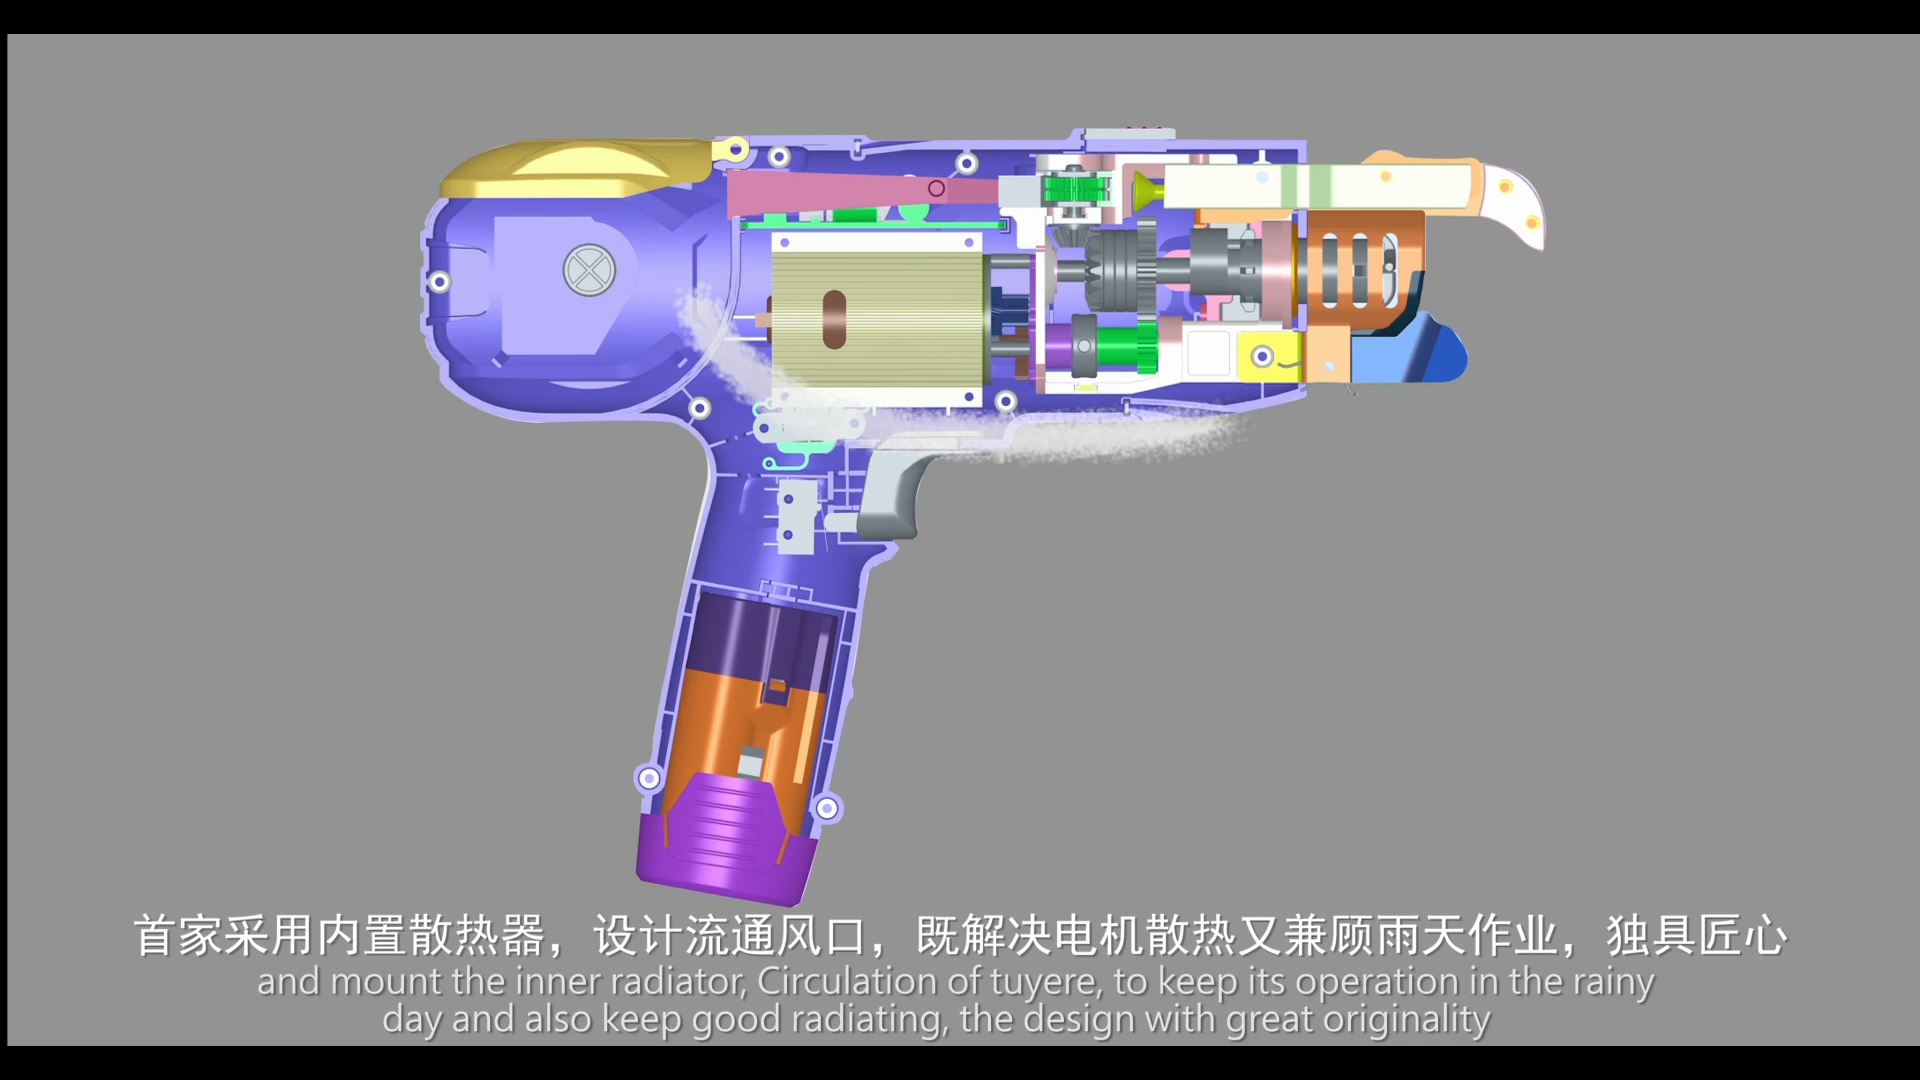 首家采用内置散热器，设计流通风口，既解决电机散热又兼顾雨天作业，独具匠心
and mount the inner radiator, Circulation of tuyere, to keep its operation in the rainy
day and also keep good radiating, the design with great originality